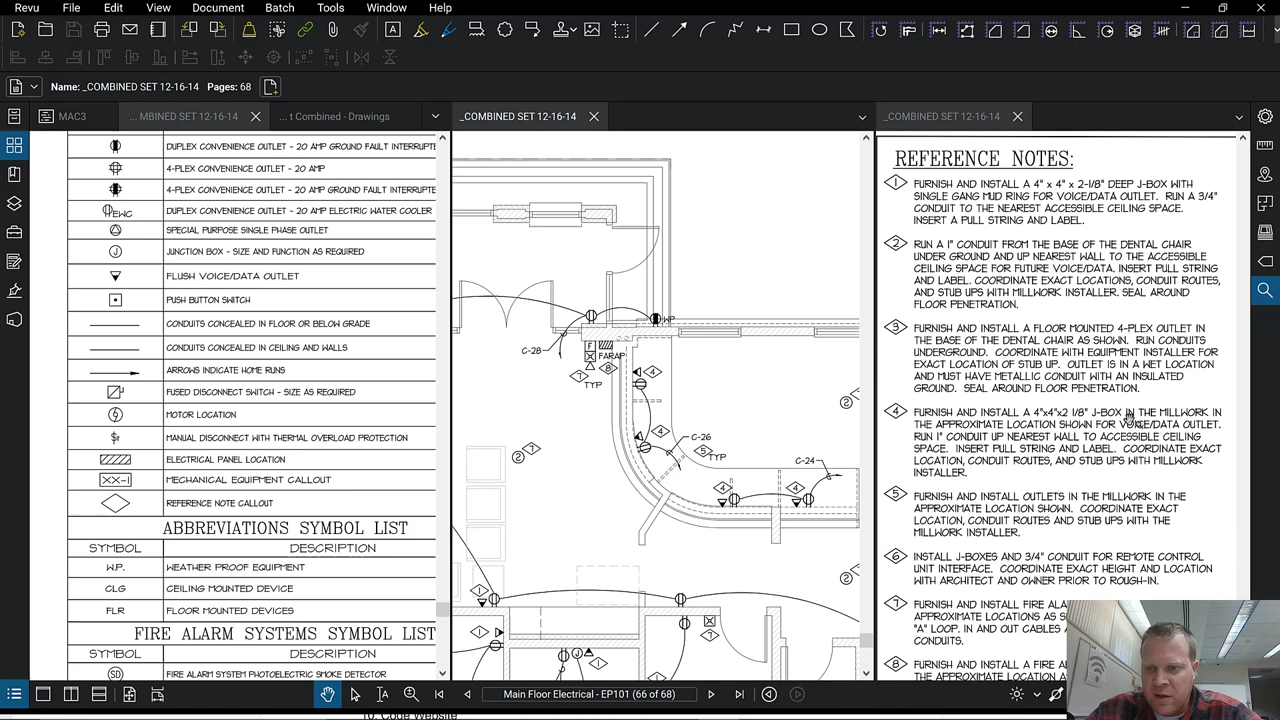 Revu File Edit View Document Batch Tools Window Help
Name: _COMBINED SET 12-16-14 Pages: 68
MAC3
... MBINED SET 12-16-14
... t Combined - Drawings
_COMBINED SET 12-16-14
_COMBINED SET 12-16-14
DUPLEX CONVENIENCE OUTLET - 20 AMP GROUND FAULT INTERRUPTE
4-PLEX CONVENIENCE OUTLET - 20 AMP
4-PLEX CONVENIENCE OUTLET - 20 AMP GROUND FAULT INTERRUPTE
EWC DUPLEX CONVENIENCE OUTLET - 20 AMP ELECTRIC WATER COOLER
SPECIAL PURPOSE SINGLE PHASE OUTLET
J JUNCTION BOX - SIZE AND FUNCTION AS REQUIRED
FLUSH VOICE/DATA OUTLET
PUSH BUTTON SWITCH
CONDUITS CONCEALED IN FLOOR OR BELOW GRADE
CONDUITS CONCEALED IN CEILING AND WALLS
ARROWS INDICATE HOME RUNS
FUSED DISCONNECT SWITCH - SIZE AS REQUIRED
MOTOR LOCATION
MANUAL DISCONNECT WITH THERMAL OVERLOAD PROTECTION
ELECTRICAL PANEL LOCATION
XX-1 MECHANICAL EQUIPMENT CALLOUT
REFERENCE NOTE CALLOUT
ABBREVIATIONS SYMBOL LIST
SYMBOL DESCRIPTION
W.P. WEATHER PROOF EQUIPMENT
CLG CEILING MOUNTED DEVICE
FLR FLOOR MOUNTED DEVICES
FIRE ALARM SYSTEMS SYMBOL LIST
SYMBOL DESCRIPTION
SD FIRE ALARM SYSTEM PHOTOELECTRIC SMOKE DETECTOR
WP
C-28
F
FARAP
7
TYP
8
4
4
C-26
5 TYP
C-24
4
4
2 7
2
2
1
1
7
J
1
REFERENCE NOTES:
1 FURNISH AND INSTALL A 4" x 4" x 2-1/8" DEEP J-BOX WITH
SINGLE GANG MUD RING FOR VOICE/DATA OUTLET. RUN A 3/4"
CONDUIT TO THE NEAREST ACCESSIBLE CEILING SPACE.
INSERT A PULL STRING AND LABEL.
2 RUN A 1" CONDUIT FROM THE BASE OF THE DENTAL CHAIR
UNDER GROUND AND UP NEAREST WALL TO THE ACCESSIBLE
CEILING SPACE FOR FUTURE VOICE/DATA. INSERT PULL STRING
AND LABEL. COORDINATE EXACT LOCATIONS, CONDUIT ROUTES,
AND STUB UPS WITH MILLWORK INSTALLER. SEAL AROUND
FLOOR PENETRATION.
3 FURNISH AND INSTALL A FLOOR MOUNTED 4-PLEX OUTLET IN
THE BASE OF THE DENTAL CHAIR AS SHOWN. RUN CONDUITS
UNDERGROUND. COORDINATE WITH EQUIPMENT INSTALLER FOR
EXACT LOCATION OF STUB UP. OUTLET IS IN A WET LOCATION
AND MUST HAVE METALLIC CONDUIT WITH AN INSULATED
GROUND. SEAL AROUND FLOOR PENETRATION.
4 FURNISH AND INSTALL A 4"x4"x2 1/8" J-BOX IN THE MILLWORK IN
THE APPROXIMATE LOCATION SHOWN FOR VOICE/DATA OUTLET.
RUN 1" CONDUIT UP NEAREST WALL TO ACCESSIBLE CEILING
SPACE. INSERT PULL STRING AND LABEL. COORDINATE EXACT
LOCATION, CONDUIT ROUTES, AND STUB UPS WITH MILLWORK
INSTALLER.
5 FURNISH AND INSTALL OUTLETS IN THE MILLWORK IN THE
APPROXIMATE LOCATION SHOWN. COORDINATE EXACT
LOCATION, CONDUIT ROUTES AND STUB UPS WITH THE
MILLWORK INSTALLER.
6 INSTALL J-BOXES AND 3/4" CONDUIT FOR REMOTE CONTROL
UNIT INTERFACE. COORDINATE EXACT HEIGHT AND LOCATION
WITH ARCHITECT AND OWNER PRIOR TO ROUGH-IN.
7 FURNISH AND INSTALL FIRE ALA
APPROXIMATE LOCATIONS AS S
"A" LOOP. IN AND OUT CABLES
CONDUITS.
8 FURNISH AND INSTALL A FIRE A
Main Floor Electrical - EP101 (66 of 68)
10. Code Website